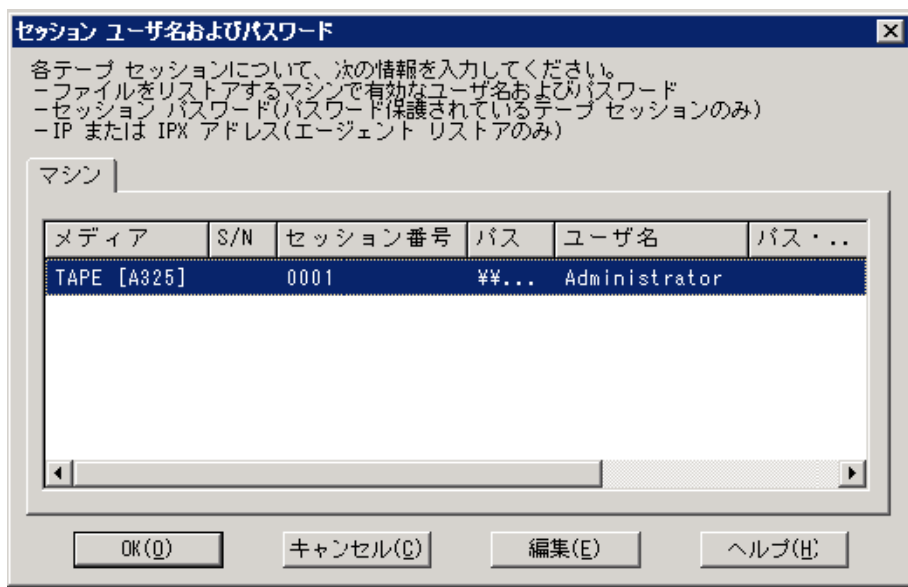 セッション ユーザ名およびパスワード
各テープ セッションについて、次の情報を入力してください。
－ファイルをリストアするマシンで有効なユーザ名およびパスワード
－セッション パスワード(パスワード保護されているテープ セッションのみ)
－IP または IPX アドレス(エージェント リストアのみ)
マシン
メディア S/N セッション番号 パス ユーザ名 パス・..
TAPE [A325] 0001 ¥¥... Administrator
OK(O) キャンセル(C) 編集(E) ヘルプ(H)